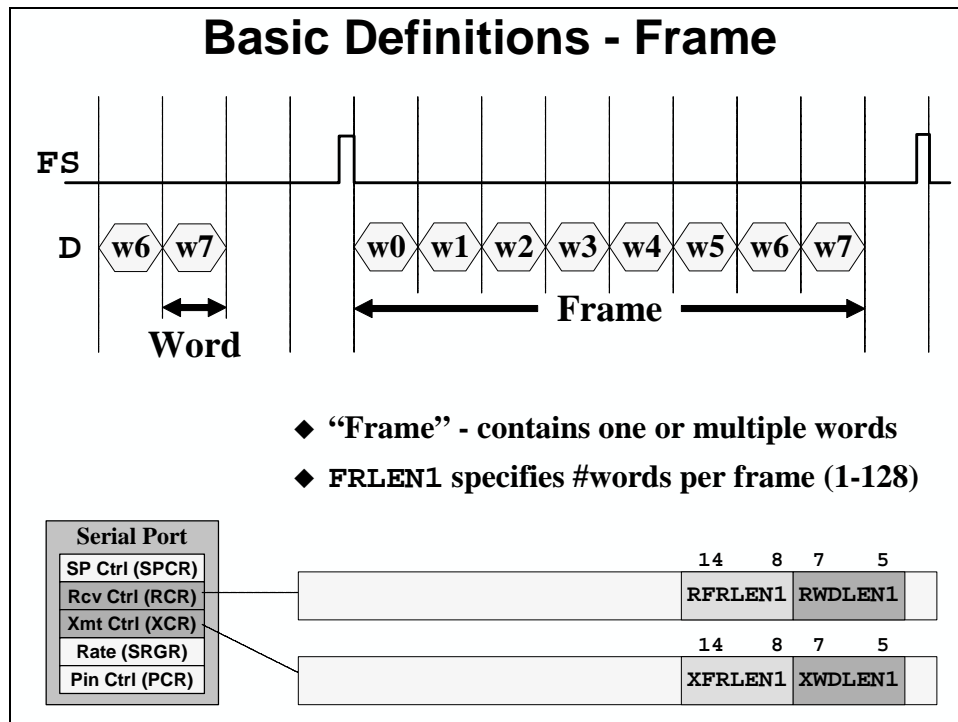 Basic Definitions - Frame
FS
D
w6 w7 w0 w1 w2 w3 w4 w5 w6 w7
Word
Frame
◆ “Frame” - contains one or multiple words
◆ FRLEN1 specifies #words per frame (1-128)
Serial Port
SP Ctrl (SPCR)
Rcv Ctrl (RCR)
Xmt Ctrl (XCR)
Rate (SRGR)
Pin Ctrl (PCR)
14 8 7 5
RFRLEN1 RWDLEN1
14 8 7 5
XFRLEN1 XWDLEN1